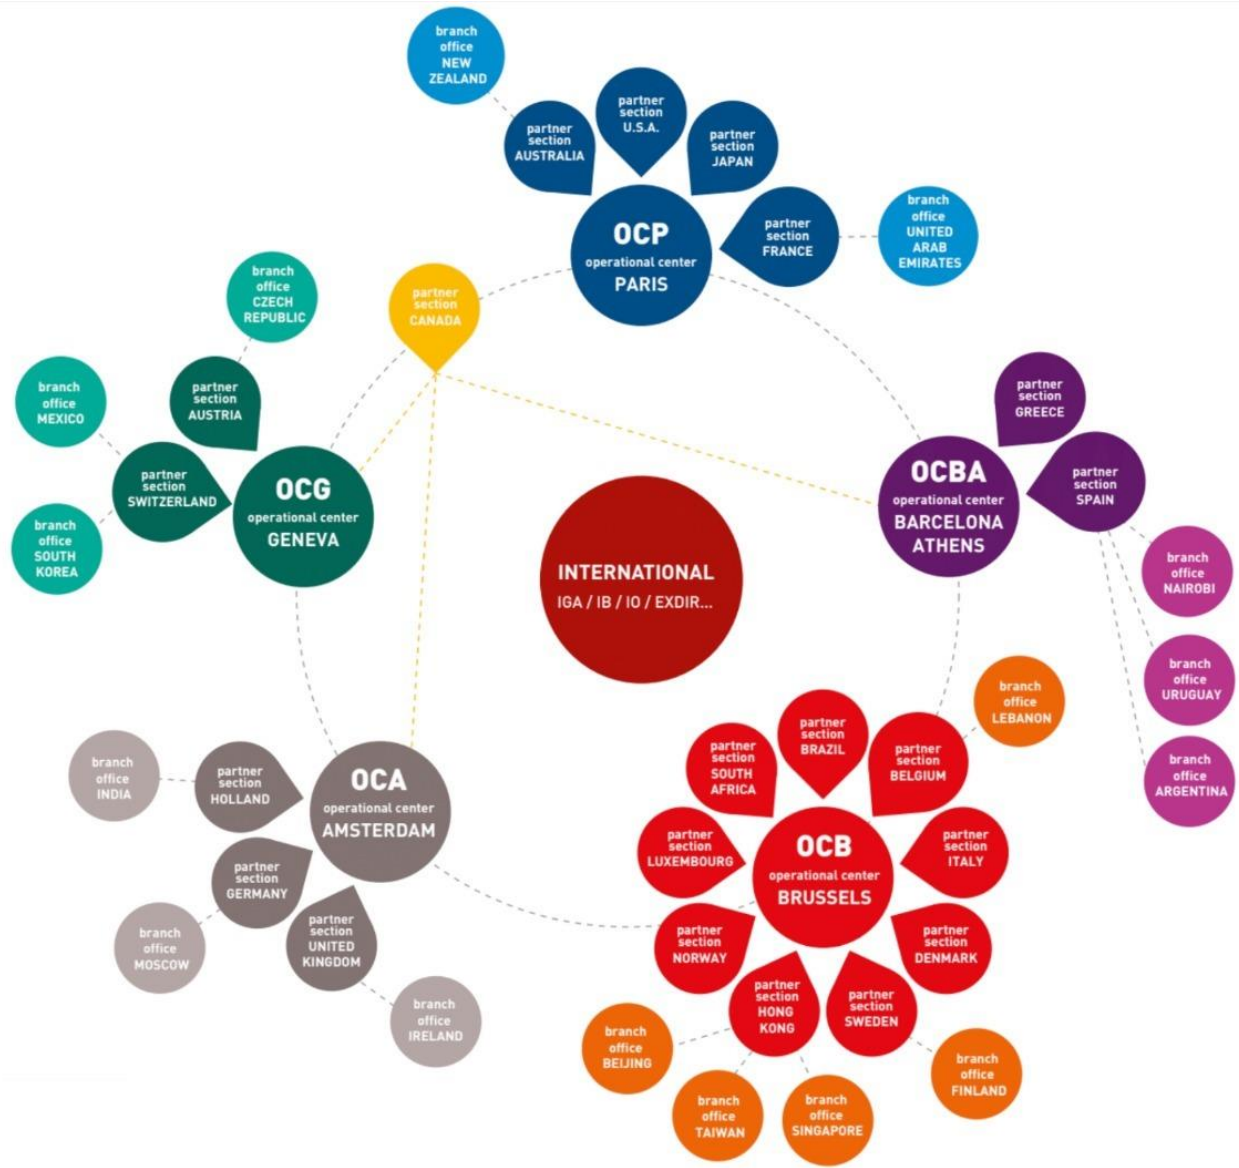 branch
office
NEW
ZEALAND
partner
section
AUSTRALIA
partner
section
U.S.A.
partner
section
JAPAN
partner
section
FRANCE
branch
office
UNITED
ARAB
EMIRATES
OCP
operational center
PARIS
partner
section
CANADA
branch
office
CZECH
REPUBLIC
branch
office
MEXICO
partner
section
AUSTRIA
partner
section
SWITZERLAND
branch
office
SOUTH
KOREA
OCG
operational center
GENEVA
partner
section
GREECE
partner
section
SPAIN
OCBA
operational center
BARCELONA
ATHENS
branch
office
NAIROBI
branch
office
URUGUAY
branch
office
ARGENTINA
INTERNATIONAL
IGA / IB / IO / EXDIR...
branch
office
INDIA
partner
section
HOLLAND
OCA
operational center
AMSTERDAM
partner
section
GERMANY
branch
office
MOSCOW
partner
section
UNITED
KINGDOM
branch
office
IRELAND
branch
office
LEBANON
partner
section
BRAZIL
partner
section
SOUTH
AFRICA
partner
section
BELGIUM
partner
section
LUXEMBOURG
OCB
operational center
BRUSSELS
partner
section
ITALY
partner
section
NORWAY
partner
section
DENMARK
partner
section
HONG
KONG
partner
section
SWEDEN
branch
office
BEIJING
branch
office
TAIWAN
branch
office
SINGAPORE
branch
office
FINLAND